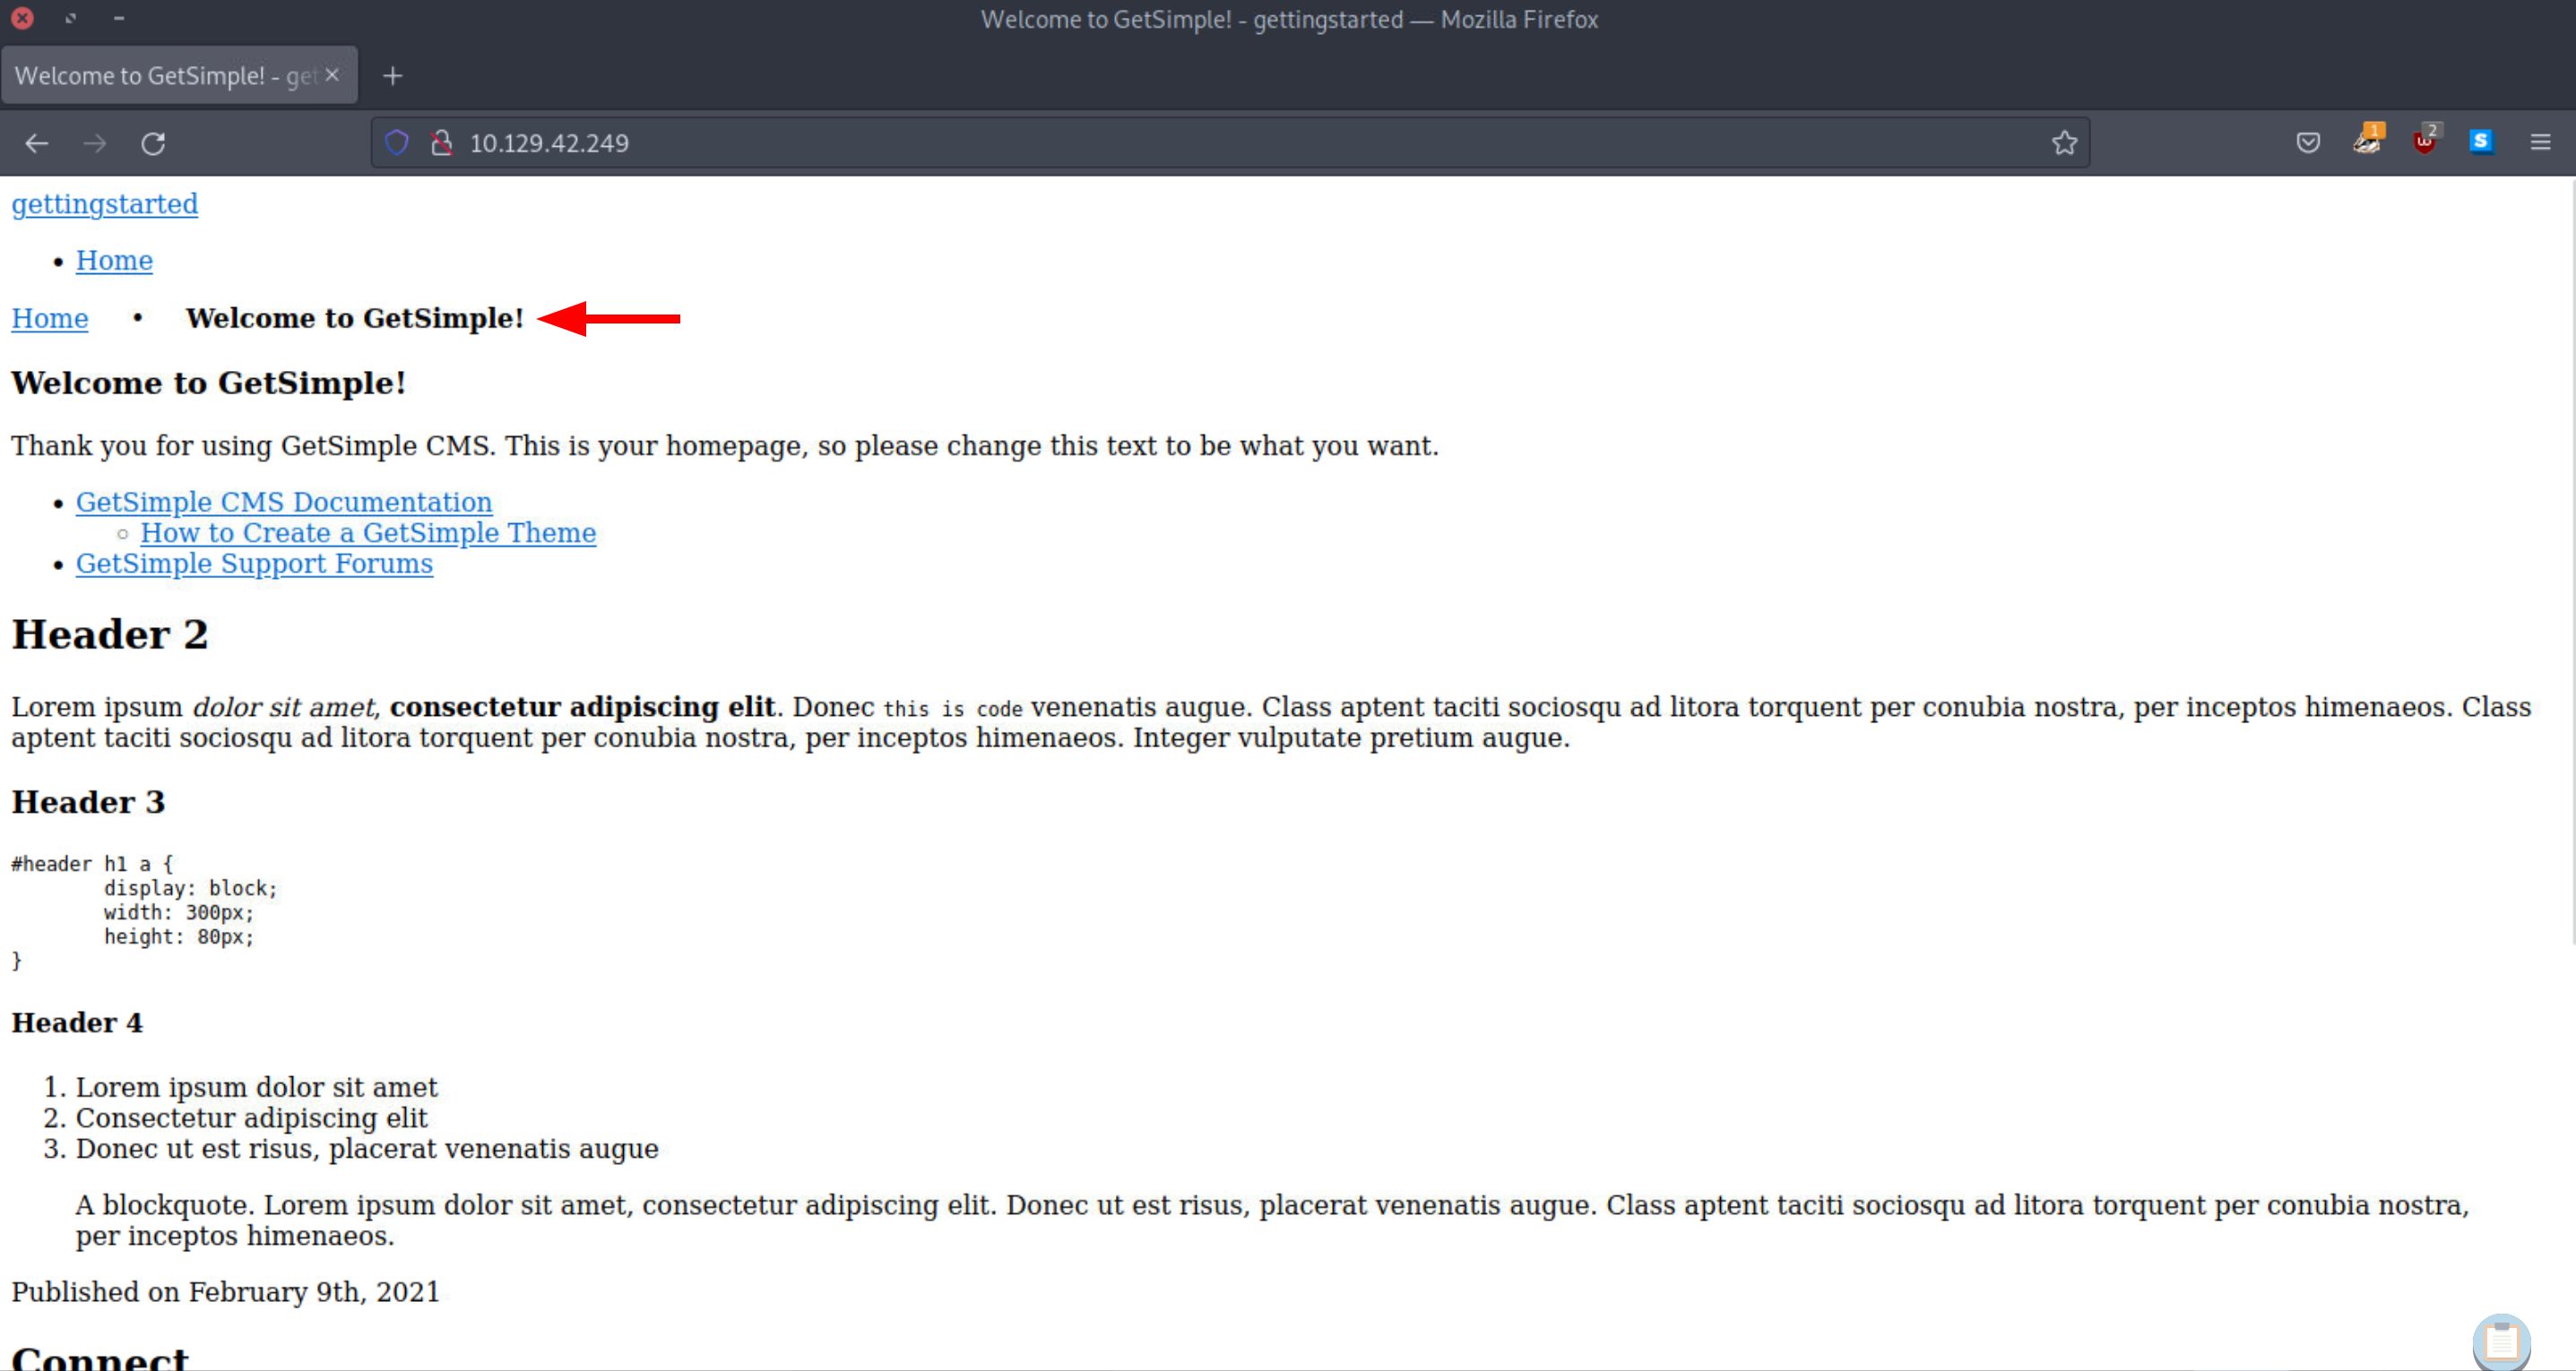 Welcome to GetSimple! - gettingstarted — Mozilla Firefox
Welcome to GetSimple! - get
10.129.42.249
1
2
S
gettingstarted
• Home
Home • Welcome to GetSimple!
Welcome to GetSimple!
Thank you for using GetSimple CMS. This is your homepage, so please change this text to be what you want.
• GetSimple CMS Documentation
◦ How to Create a GetSimple Theme
• GetSimple Support Forums
Header 2
Lorem ipsum dolor sit amet, consectetur adipiscing elit. Donec this is code venenatis augue. Class aptent taciti sociosqu ad litora torquent per conubia nostra, per inceptos himenaeos. Class
aptent taciti sociosqu ad litora torquent per conubia nostra, per inceptos himenaeos. Integer vulputate pretium augue.
Header 3
#header h1 a {
display: block;
width: 300px;
height: 80px;
}
Header 4
1. Lorem ipsum dolor sit amet
2. Consectetur adipiscing elit
3. Donec ut est risus, placerat venenatis augue
A blockquote. Lorem ipsum dolor sit amet, consectetur adipiscing elit. Donec ut est risus, placerat venenatis augue. Class aptent taciti sociosqu ad litora torquent per conubia nostra,
per inceptos himenaeos.
Published on February 9th, 2021
Connect